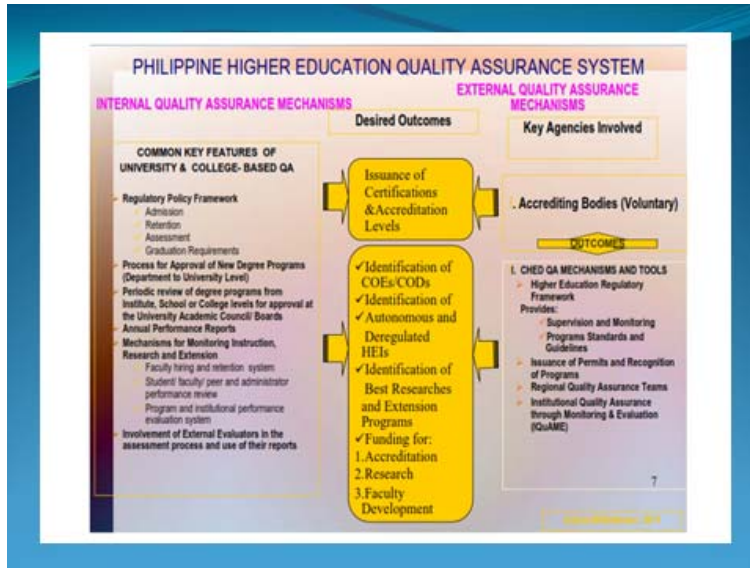 PHILIPPINE HIGHER EDUCATION QUALITY ASSURANCE SYSTEM
INTERNAL QUALITY ASSURANCE MECHANISMS
COMMON KEY FEATURES OF
UNIVERSITY & COLLEGE- BASED QA
Regulatory Policy Framework
Admission
Retention
Assessment
Graduation Requirements
Process for Approval of New Degree Programs
(Department to University Level)
Periodic review of degree programs from
Institute, School or College levels for approval at
the University Academic Council/ Boards
Annual Performance Reports
Mechanisms for Monitoring Instruction,
Research and Extension
Faculty hiring and retention system
Student/ faculty/ peer and administrator
performance review
Program and institutional performance
evaluation system
Involvement of External Evaluators in the
assessment process and use of their reports
Desired Outcomes
Issuance of
Certifications
&Accreditation
Levels
✓Identification of
COEs/CODs
✓Identification of
✓Autonomous and
Deregulated
HEIs
✓Identification of
Best Researches
and Extension
Programs
✓Funding for:
1.Accreditation
2.Research
3.Faculty
Development
EXTERNAL QUALITY ASSURANCE
MECHANISMS
Key Agencies Involved
. Accrediting Bodies (Voluntary)
OUTCOMES
I. CHED QA MECHANISMS AND TOOLS
Higher Education Regulatory
Framework
Provides:
✓Supervision and Monitoring
✓Programs Standards and
Guidelines
Issuance of Permits and Recognition
of Programs
Regional Quality Assurance Teams
Institutional Quality Assurance
through Monitoring & Evaluation
(IQuAME)
7